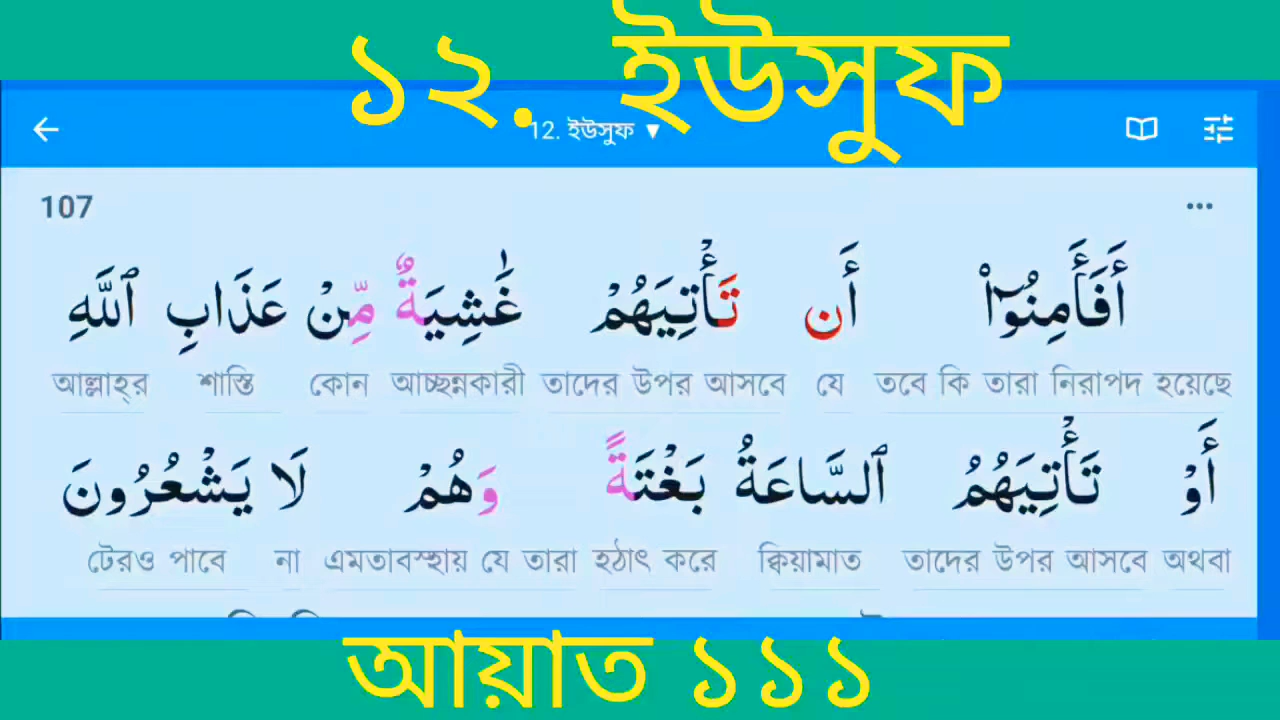 ১২. ইউসুফ
12. ইউসুফ ▼
107
أَفَأَمِنُوٓا۟ أَن تَأْتِيَهُمْ غَٰشِيَةٌ مِّنْ عَذَابِ ٱللَّهِ
তবে কি তারা নিরাপদ হয়েছে যে তাদের উপর আসবে আচ্ছন্নকারী কোন শাস্তি আল্লাহ্‌র
أَوْ تَأْتِيَهُمُ ٱلسَّاعَةُ بَغْتَةً وَهُمْ لَا يَشْعُرُونَ
অথবা তাদের উপর আসবে ক্বিয়ামাত হঠাৎ করে এমতাবস্হায় যে তারা না টেরও পাবে
আয়াত ১১১